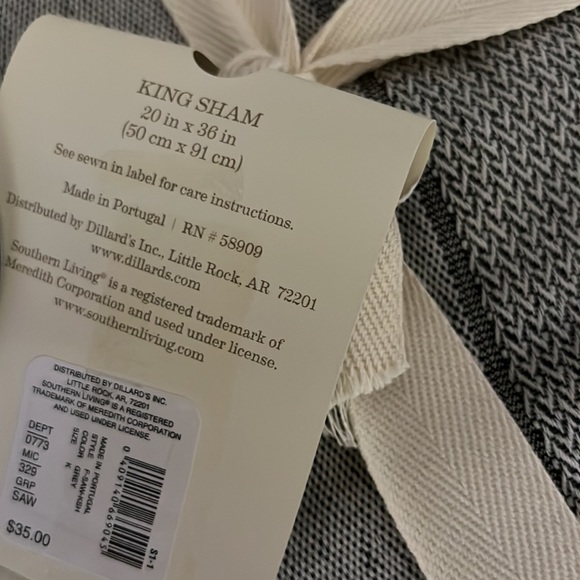 KING SHAM
20 in x 36 in
(50 cm x 91 cm)
See sewn in label for care instructions.
Made in Portugal | RN # 58909
Distributed by Dillard's Inc., Little Rock, AR 72201
www.dillards.com
Southern Living® is a registered trademark of
Meredith Corporation and used under license.
www.southernliving.com
DISTRIBUTED BY DILLARD'S INC.
LITTLE ROCK, AR, 72201
SOUTHERN LIVING® IS A REGISTERED
TRADEMARK OF MEREDITH CORPORATION
AND USED UNDER LICENSE.
DEPT
0773
MIC
329
GRP
SAW
MADE IN PORTUGAL
STYLE F-SAW-KSH
COLOR GREY
SIZE K
S1-1
$35.00